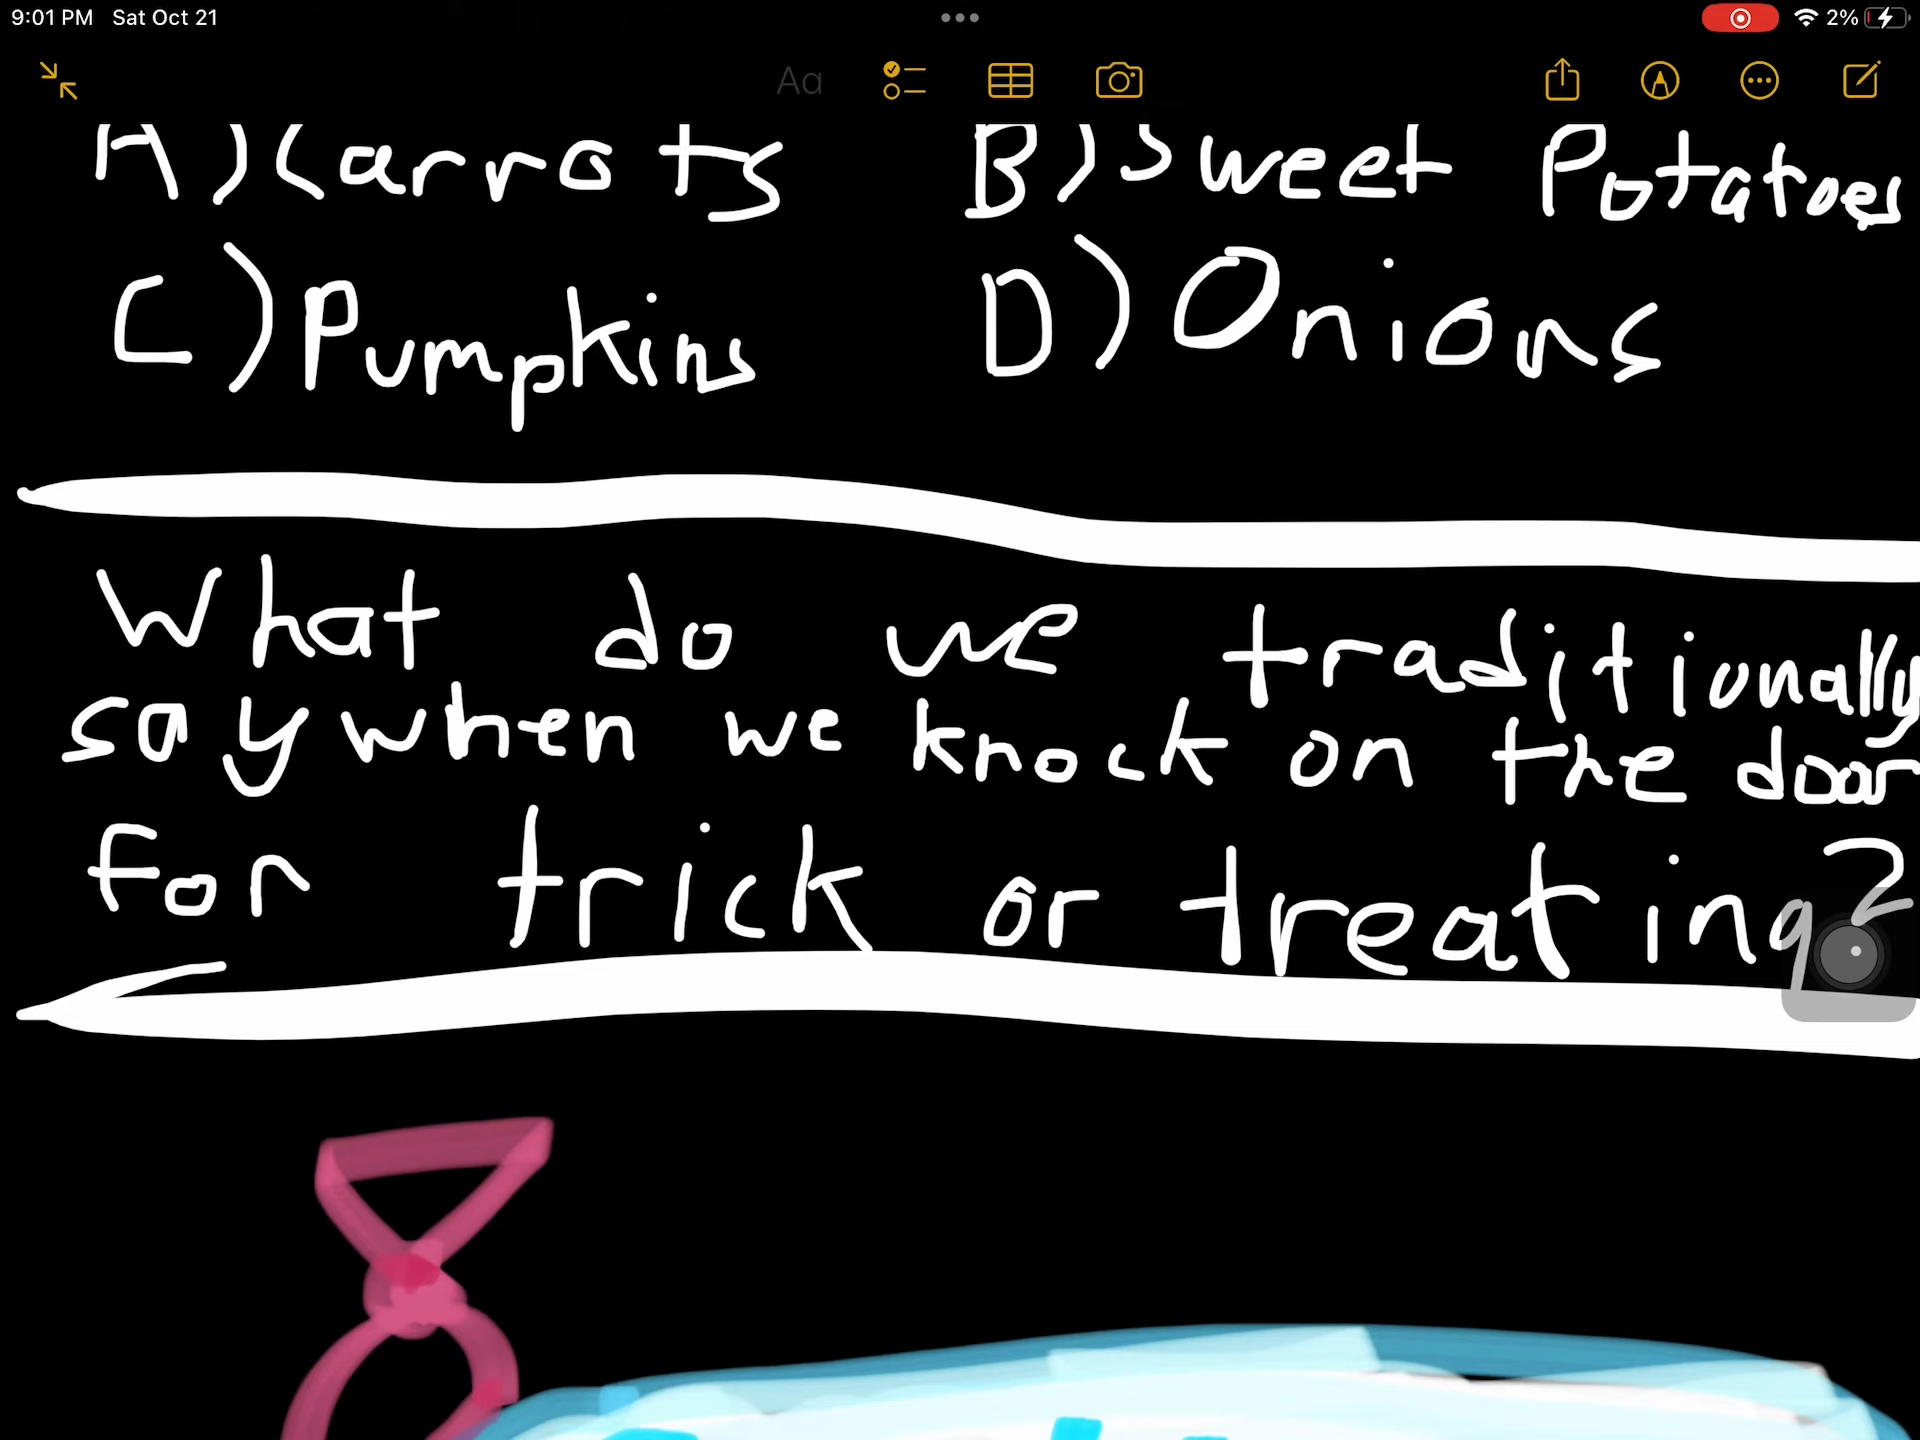 9:01 PM Sat Oct 21 2%
Aa
A) Carrots B) Sweet Potatoes
C) Pumpkins D) Onions
What do we traditionally
say when we knock on the door
for trick or treating?